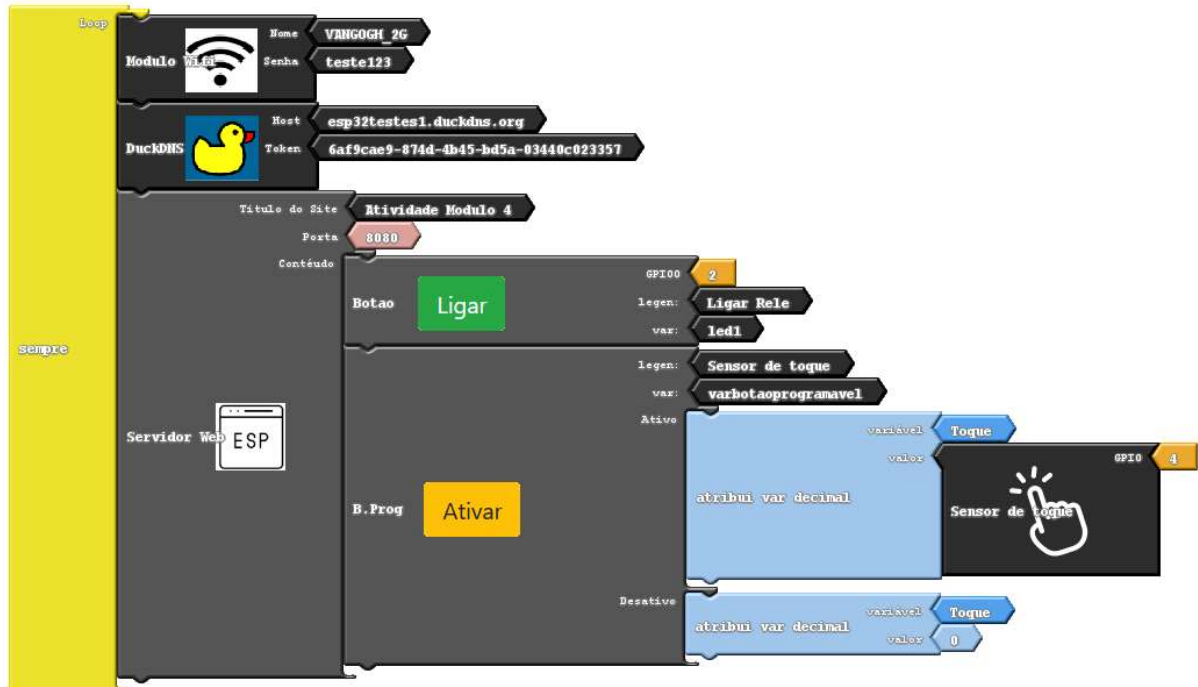 Loop
Modulo Wifi
Nome VANGOGH_2G
Senha teste123
DuckDNS
Host esp32testes1.duckdns.org
Token 6af9cae9-874d-4b45-bd5a-03440c023357
Titulo do Site Atividade Modulo 4
Porta 8080
Contéudo
Botao Ligar
GPIOO 2
legen: Ligar Rele
var: led1
sempre
Servidor Web ESP
B.Prog Ativar
legen: Sensor de toque
var: varbotaoprogramavel
Ativo
atribui var decimal
variável Toque
valor
Sensor de toque
GPIO 4
Desativo
atribui var decimal
variável Toque
valor 0